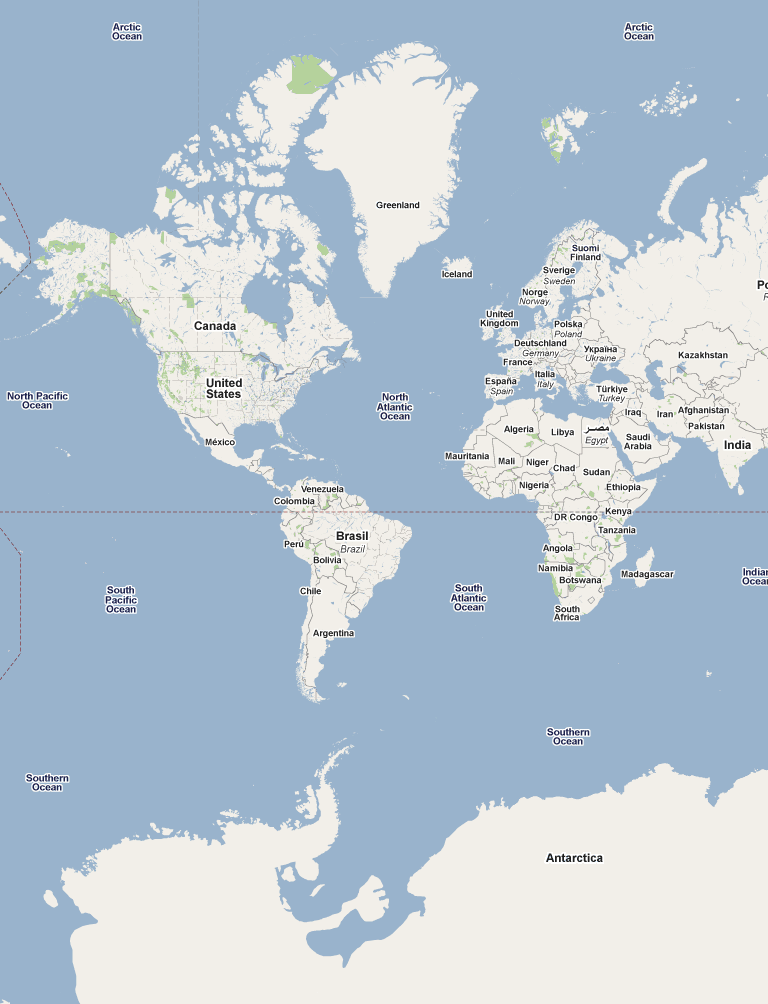 Arctic
Ocean
Arctic
Ocean
Greenland
Iceland
Suomi
Finland
Sverige
Sweden
Norge
Norway
United
Kingdom
Polska
Poland
Deutschland
Germany
Україна
Ukraine
France
Italia
Italy
España
Spain
Türkiye
Turkey
Kazakhstan
Canada
United
States
North Pacific
Ocean
North
Atlantic
Ocean
México
Algeria
Libya
مصر
Egypt
Iraq
Iran
Afghanistan
Pakistan
Saudi
Arabia
India
Mauritania
Mali
Niger
Chad
Sudan
Nigeria
Ethiopia
Venezuela
Colombia
DR Congo
Kenya
Tanzania
Brasil
Brazil
Perú
Bolivia
Angola
Namibia
Botswana
Madagascar
Chile
South
Pacific
Ocean
South
Atlantic
Ocean
South
Africa
Argentina
Southern
Ocean
Southern
Ocean
Antarctica